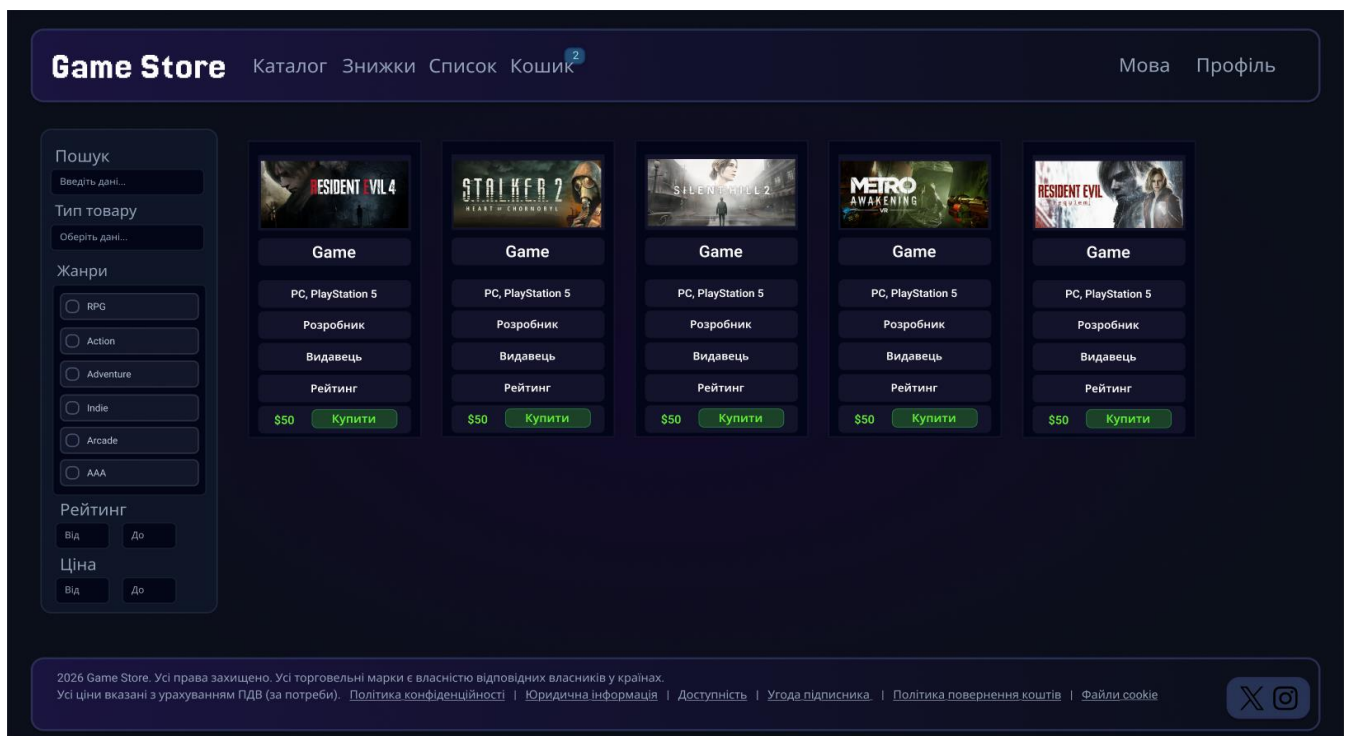 Game Store Каталог Знижки Список Кошик 2 Мова Профіль
Пошук
Введіть дані...
Тип товару
Оберіть дані...
Жанри
RPG
Action
Adventure
Indie
Arcade
AAA
Рейтинг
Від До
Ціна
Від До
RESIDENT EVIL 4
Game
PC, PlayStation 5
Розробник
Видавець
Рейтинг
$50 Купити
S.T.A.L.K.E.R. 2
HEART OF CHORNOBYL
Game
PC, PlayStation 5
Розробник
Видавець
Рейтинг
$50 Купити
SILENT HILL 2
Game
PC, PlayStation 5
Розробник
Видавець
Рейтинг
$50 Купити
METRO
AWAKENING
VR
Game
PC, PlayStation 5
Розробник
Видавець
Рейтинг
$50 Купити
RESIDENT EVIL
requiem
Game
PC, PlayStation 5
Розробник
Видавець
Рейтинг
$50 Купити
2026 Game Store. Усі права захищено. Усі торговельні марки є власністю відповідних власників у країнах.
Усі ціни вказані з урахуванням ПДВ (за потреби). Політика конфіденційності | Юридична інформація | Доступність | Угода підписника | Політика повернення коштів | Файли cookie